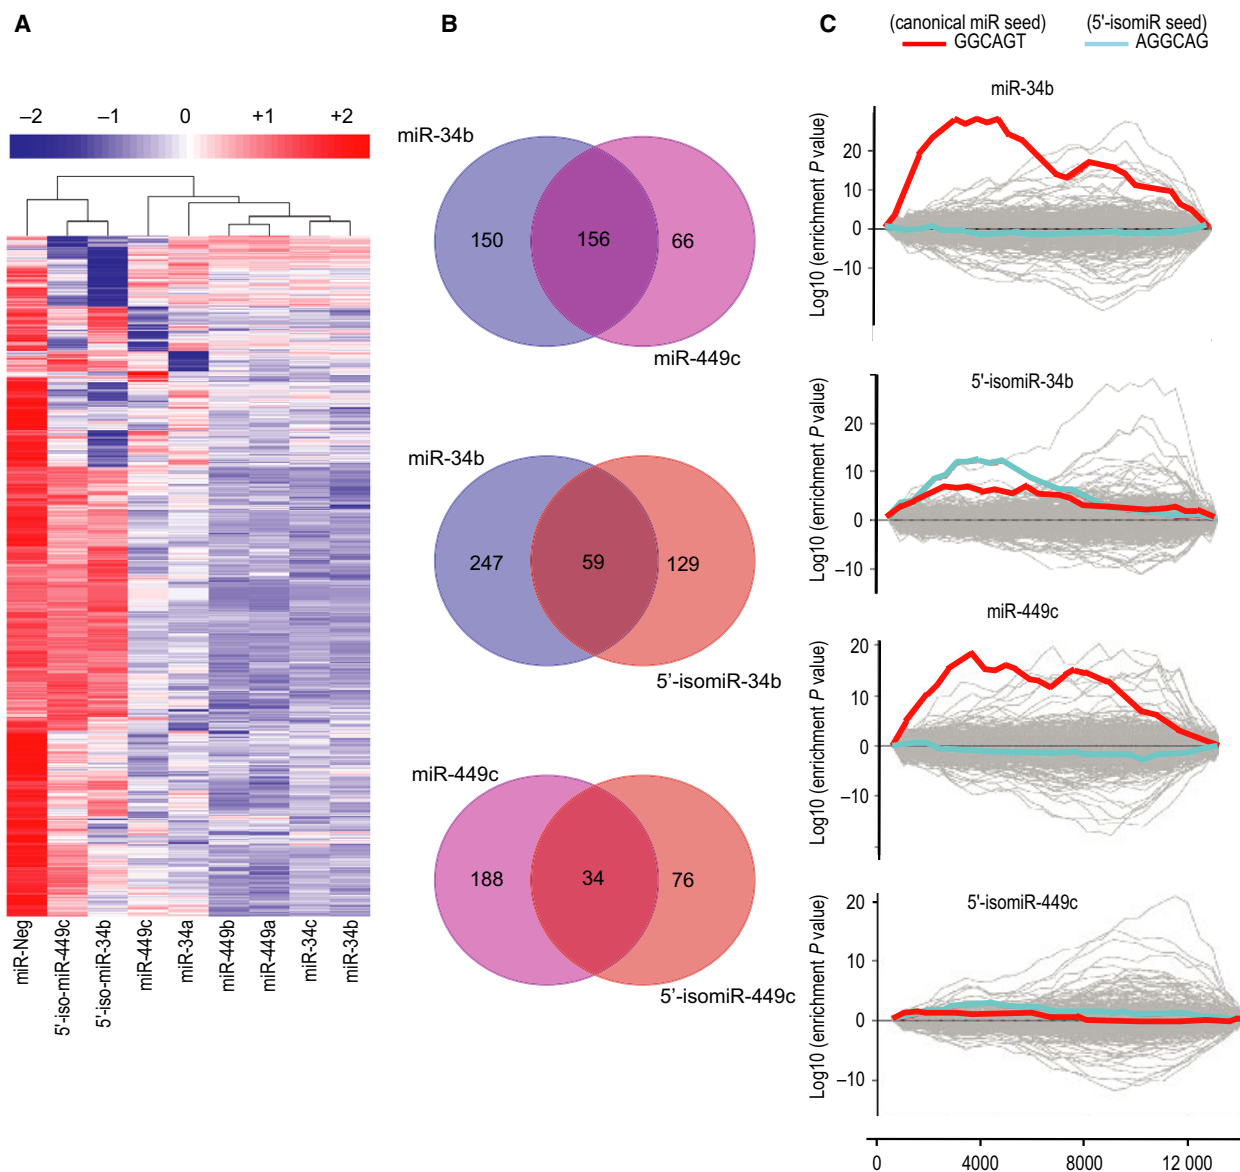 A
B
C
(canonical miR seed)
GGCAGT
(5'-isomiR seed)
AGGCAG
−2
−1
0
+1
+2
miR-Neg
5'-iso-miR-449c
5'-iso-miR-34b
miR-449c
miR-34a
miR-449b
miR-449a
miR-34c
miR-34b
miR-34b
150
156
66
miR-449c
miR-34b
247
59
129
5'-isomiR-34b
miR-449c
188
34
76
5'-isomiR-449c
miR-34b
Log10 (enrichment P value)
20
10
0
−10
5'-isomiR-34b
Log10 (enrichment P value)
20
10
0
−10
miR-449c
Log10 (enrichment P value)
20
10
0
−10
5'-isomiR-449c
Log10 (enrichment P value)
20
10
0
−10
0
4000
8000
12 000